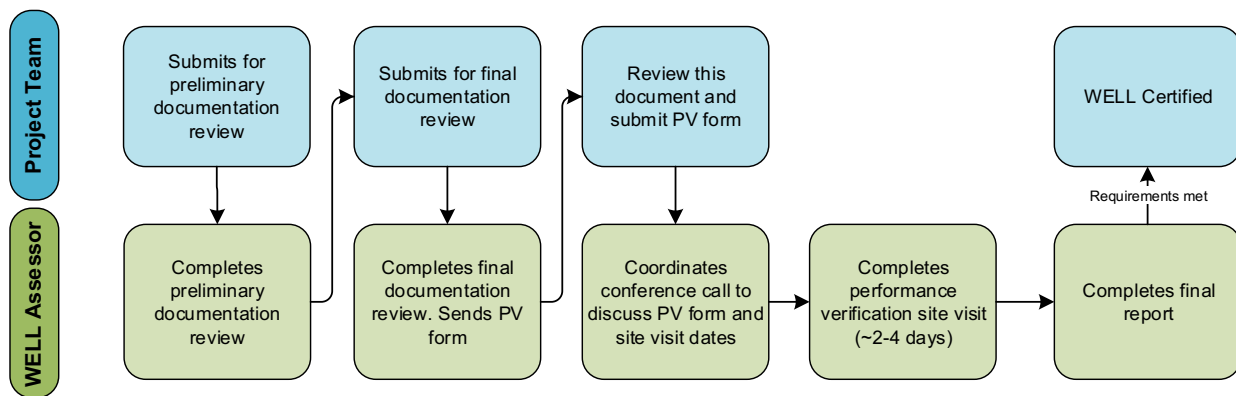 Project Team
Submits for
preliminary
documentation
review
Submits for final
documentation
review
Review this
document and
submit PV form
WELL Certified
Requirements met
WELL Assessor
Completes
preliminary
documentation
review
Completes final
documentation
review. Sends PV
form
Coordinates
conference call to
discuss PV form and
site visit dates
Completes
performance
verification site visit
(~2-4 days)
Completes final
report